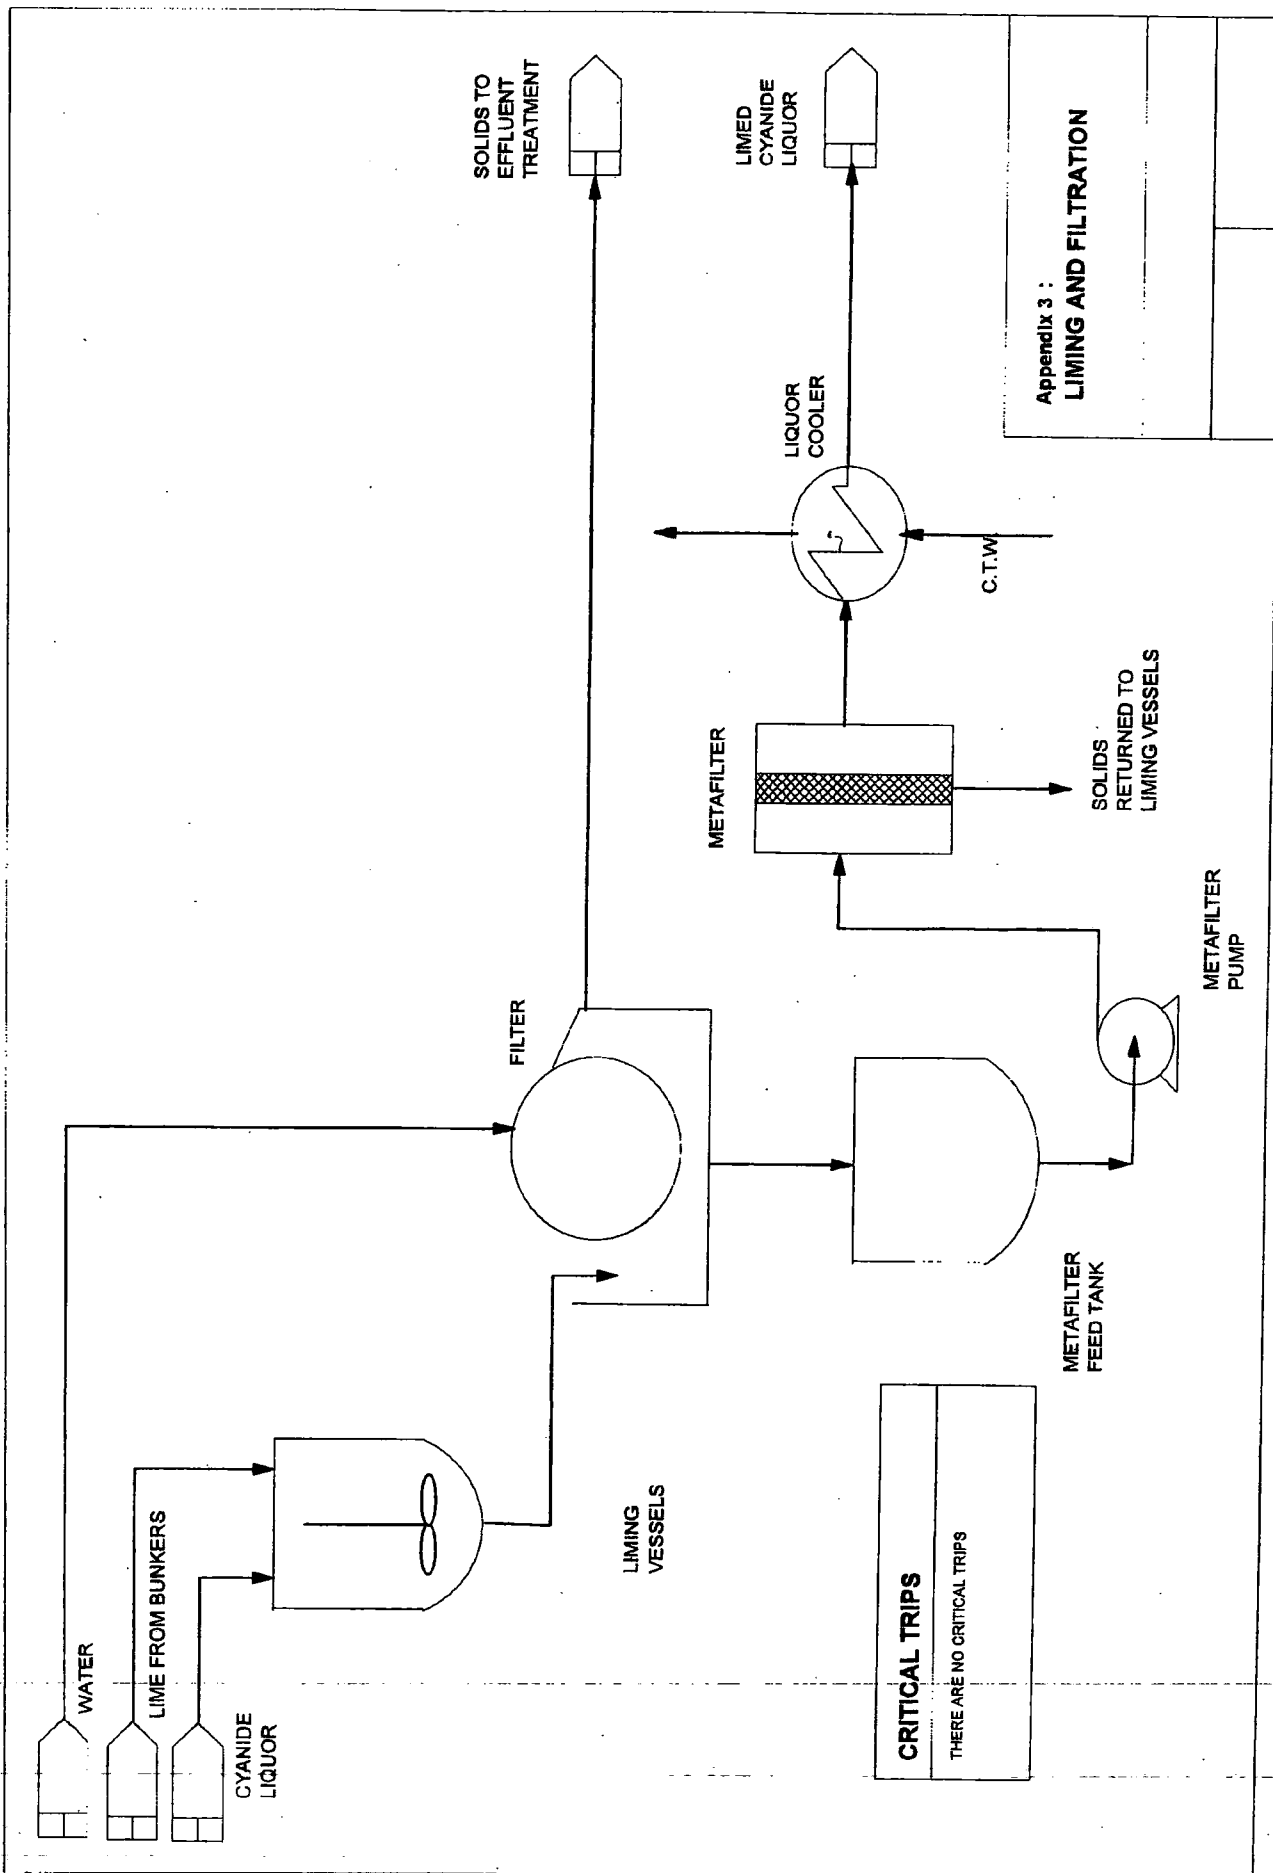 WATER
LIME FROM BUNKERS
CYANIDE
LIQUOR
LIMING
VESSELS
FILTER
SOLIDS TO
EFFLUENT
TREATMENT
METAFILTER
FEED TANK
METAFILTER
PUMP
METAFILTER
SOLIDS
RETURNED TO
LIMING VESSELS
LIQUOR
COOLER
C.T.W.
LIMED
CYANIDE
LIQUOR
CRITICAL TRIPS
THERE ARE NO CRITICAL TRIPS
Appendix 3 :
LIMING AND FILTRATION